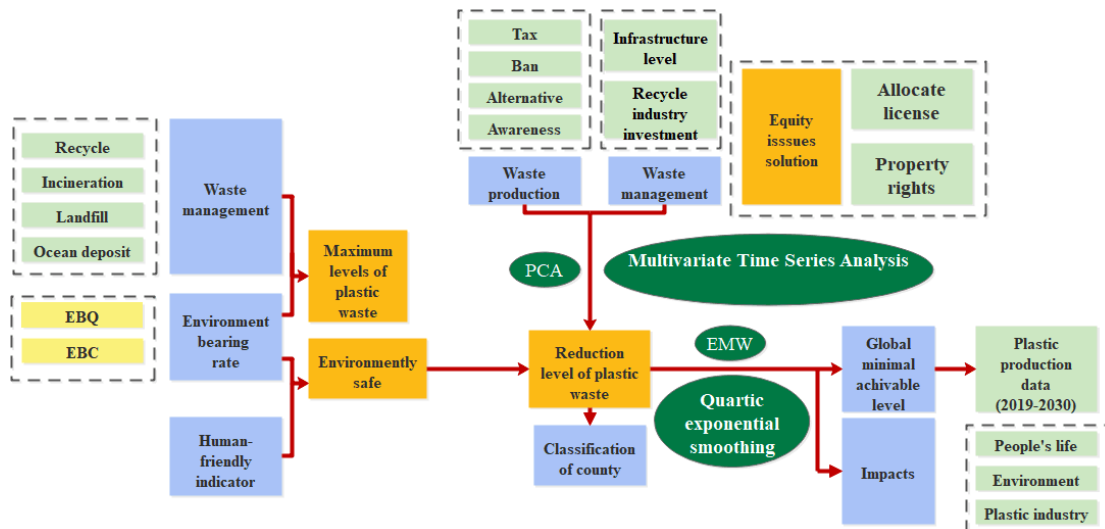 Recycle
Incineration
Landfill
Ocean deposit
EBQ
EBC
Waste
management
Environment
bearing
rate
Human-
friendly
indicator
Maximum
levels of
plastic
waste
Environmently
safe
Tax
Ban
Alternative
Awareness
Infrastructure
level
Recycle
industry
investment
Waste
production
Waste
management
Equity
isssues
solution
Allocate
license
Property
rights
PCA
Multivariate Time Series Analysis
Reduction
level of plastic
waste
Classification
of county
EMW
Quartic
exponential
smoothing
Global
minimal
achivable
level
Impacts
Plastic
production
data
(2019-2030)
People's life
Environment
Plastic industry